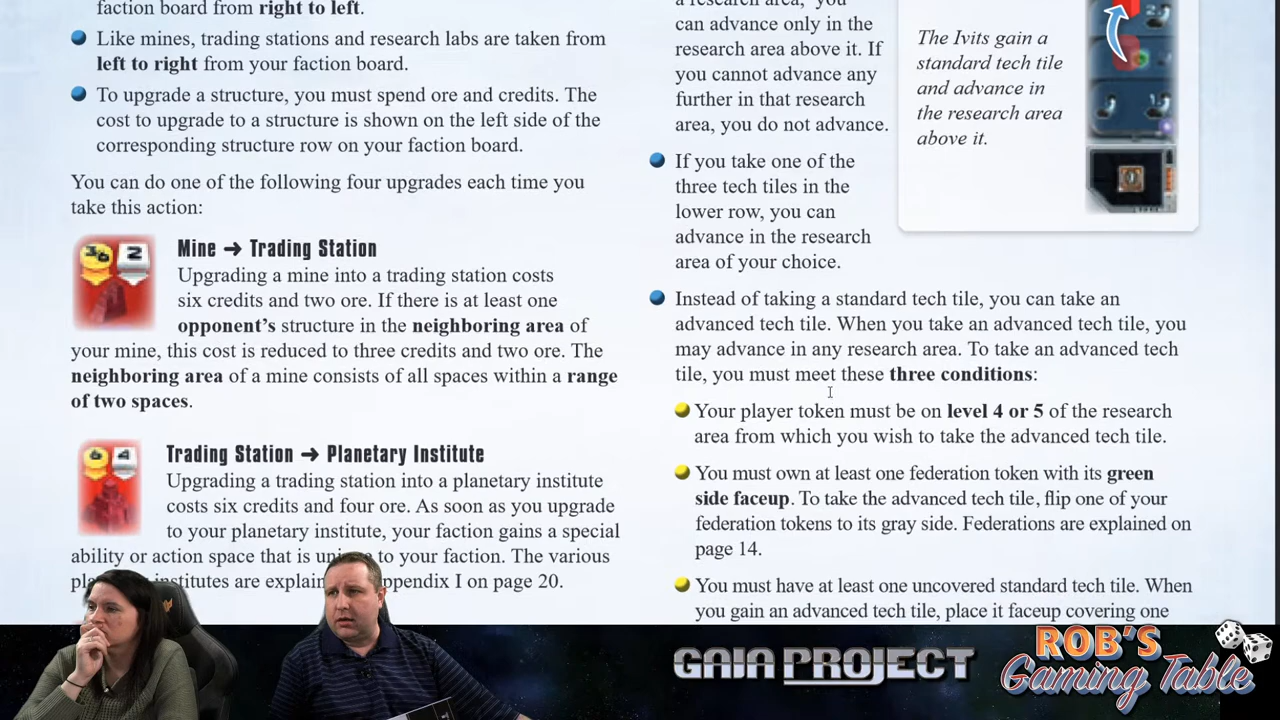 faction board from right to left.
Like mines, trading stations and research labs are taken from
left to right from your faction board.
To upgrade a structure, you must spend ore and credits. The
cost to upgrade to a structure is shown on the left side of the
corresponding structure row on your faction board.
You can do one of the following four upgrades each time you
take this action:
2
Mine → Trading Station
Upgrading a mine into a trading station costs
six credits and two ore. If there is at least one
opponent's structure in the neighboring area of
your mine, this cost is reduced to three credits and two ore. The
neighboring area of a mine consists of all spaces within a range
of two spaces.
6 4
Trading Station → Planetary Institute
Upgrading a trading station into a planetary institute
costs six credits and four ore. As soon as you upgrade
to your planetary institute, your faction gains a special
ability or action space that is to your faction. The various
institutes are Appendix I on page 20.
a research area, you
can advance only in the
research area above it. If
you cannot advance any
further in that research
area, you do not advance.
If you take one of the
three tech tiles in the
lower row, you can
advance in the research
area of your choice.
The Ivits gain a
standard tech tile
and advance in
the research area
above it.
Instead of taking a standard tech tile, you can take an
advanced tech tile. When you take an advanced tech tile, you
may advance in any research area. To take an advanced tech
tile, you must meet these three conditions:
Your player token must be on level 4 or 5 of the research
area from which you wish to take the advanced tech tile.
You must own at least one federation token with its green
side faceup. To take the advanced tech tile, flip one of your
federation tokens to its gray side. Federations are explained on
page 14.
You must have at least one uncovered standard tech tile. When
you gain an advanced tech tile, place it faceup covering one
GAIA PROJECT
ROB'S
Gaming Table